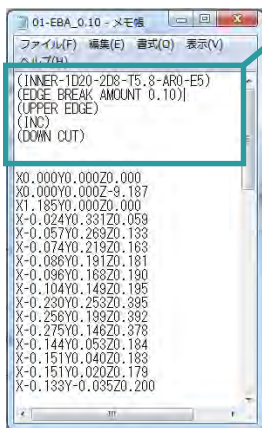 01-EBA_0.10 - メモ帳
ファイル(F) 編集(E) 書式(O) 表示(V)
ヘルプ(H)
(INNER-1D20-2D8-T5.8-AR0-E5)
(EDGE BREAK AMOUNT 0.10)
(UPPER EDGE)
(INC)
(DOWN CUT)
X0.000Y0.000Z0.000
X0.000Y0.000Z-9.187
X1.185Y0.000Z0.000
X-0.024Y0.331Z0.059
X-0.057Y0.269Z0.133
X-0.074Y0.219Z0.163
X-0.086Y0.191Z0.181
X-0.096Y0.168Z0.190
X-0.104Y0.149Z0.195
X-0.230Y0.253Z0.395
X-0.256Y0.199Z0.392
X-0.275Y0.146Z0.378
X-0.144Y0.053Z0.184
X-0.151Y0.040Z0.183
X-0.151Y0.020Z0.179
X-0.133Y-0.035Z0.200